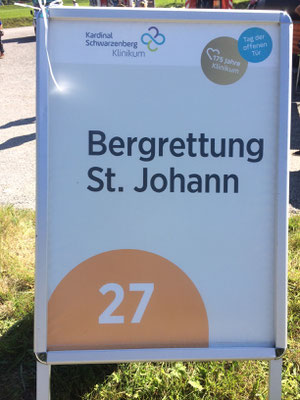 Kardinal
Schwarzenberg
Klinikum
175 Jahre
Klinikum
Tag der
offenen
Tür
Bergrettung
St. Johann
27